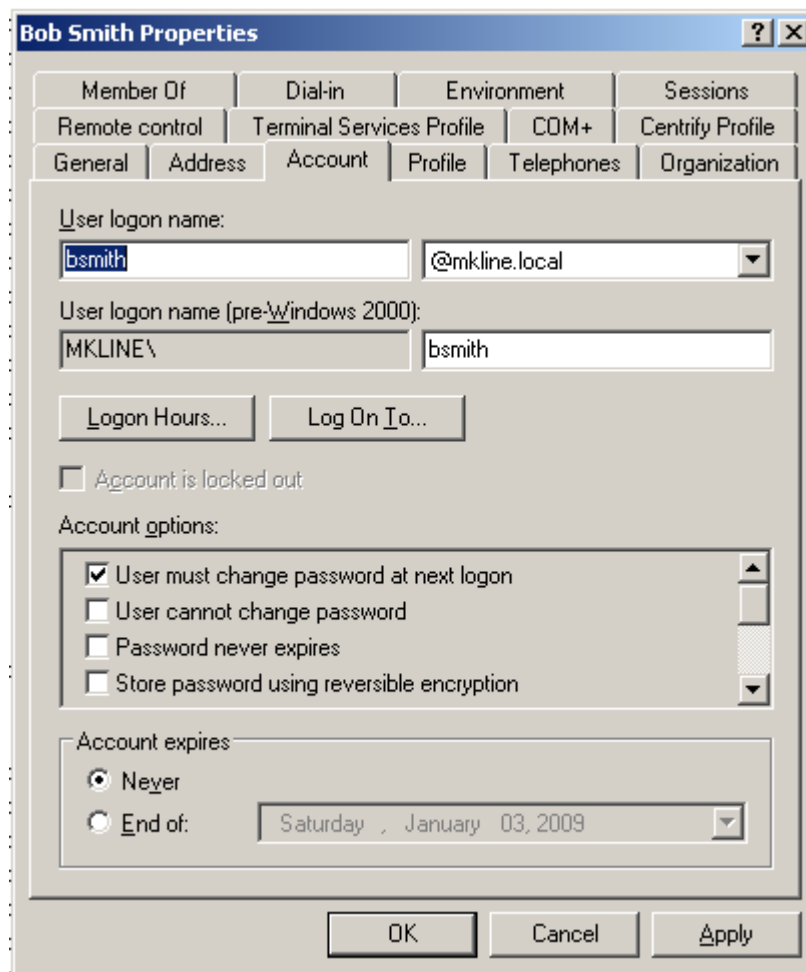 Bob Smith Properties
Member Of Dial-in Environment Sessions
Remote control Terminal Services Profile COM+ Centrify Profile
General Address Account Profile Telephones Organization
User logon name:
bsmith @mkline.local
User logon name (pre-Windows 2000):
MKLINE\ bsmith
Logon Hours... Log On To...
Account is locked out
Account options:
User must change password at next logon
User cannot change password
Password never expires
Store password using reversible encryption
Account expires
Never
End of: Saturday , January 03, 2009
OK Cancel Apply